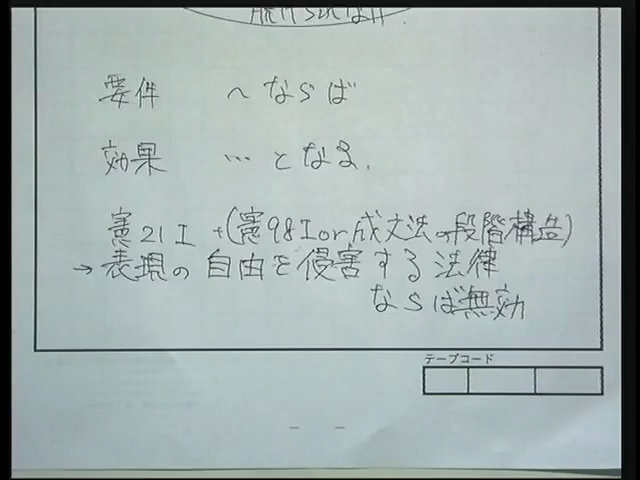 要件 〜ならば
効果 …となる.
憲21Ⅰ+(憲98Ⅰor成文法の段階構造)
→表現の自由を侵害する法律
ならば無効
テープコード